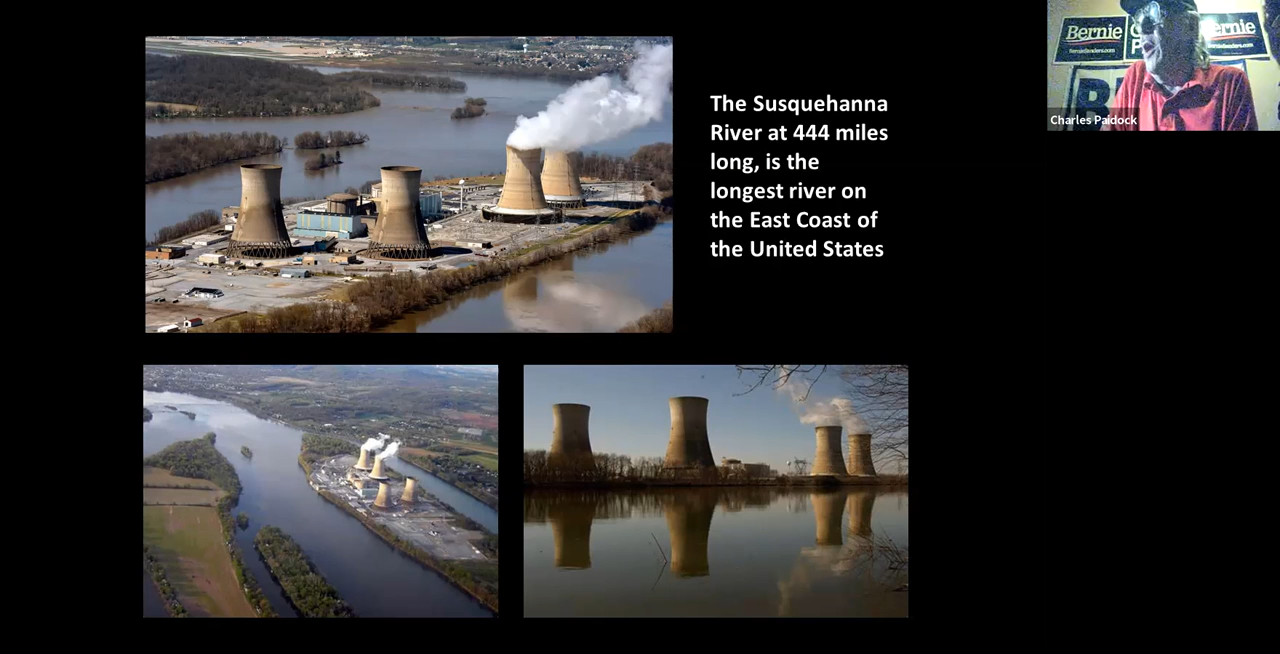 The Susquehanna
River at 444 miles
long, is the
longest river on
the East Coast of
the United States
Bernie
Bernie
Charles Paidock